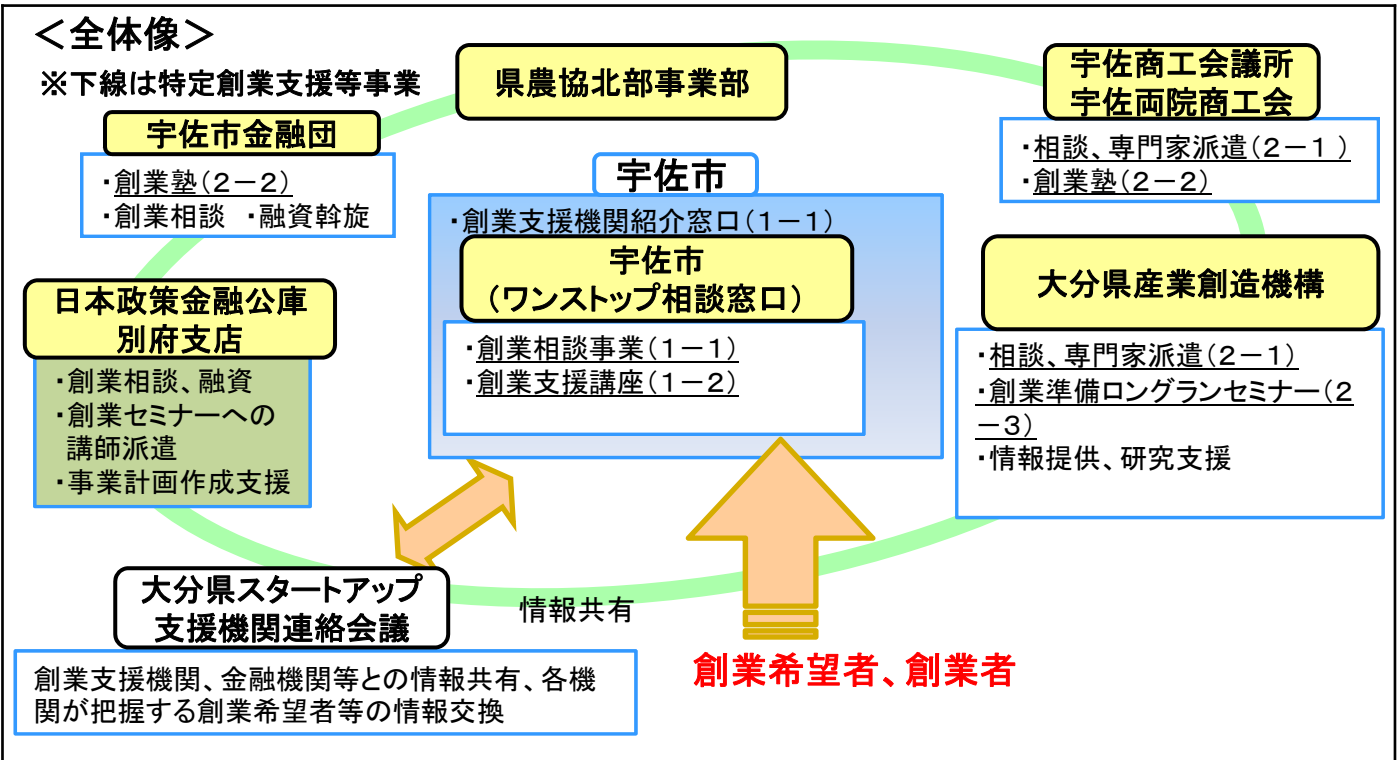 ＜全体像＞
※下線は特定創業支援等事業
県農協北部事業部
宇佐商工会議所
宇佐両院商工会
・相談、専門家派遣(２－１)
・創業塾(２－２)
宇佐市金融団
・創業塾(２－２)
・創業相談 ・融資斡旋
宇佐市
・創業支援機関紹介窓口(１－１)
宇佐市
(ワンストップ相談窓口)
・創業相談事業(１－１)
・創業支援講座(１－２)
大分県産業創造機構
・相談、専門家派遣(２－１)
・創業準備ロングランセミナー(２
－３)
・情報提供、研究支援
日本政策金融公庫
別府支店
・創業相談、融資
・創業セミナーへの
講師派遣
・事業計画作成支援
大分県スタートアップ
支援機関連絡会議
情報共有
創業支援機関、金融機関等との情報共有、各機
関が把握する創業希望者等の情報交換
創業希望者、創業者